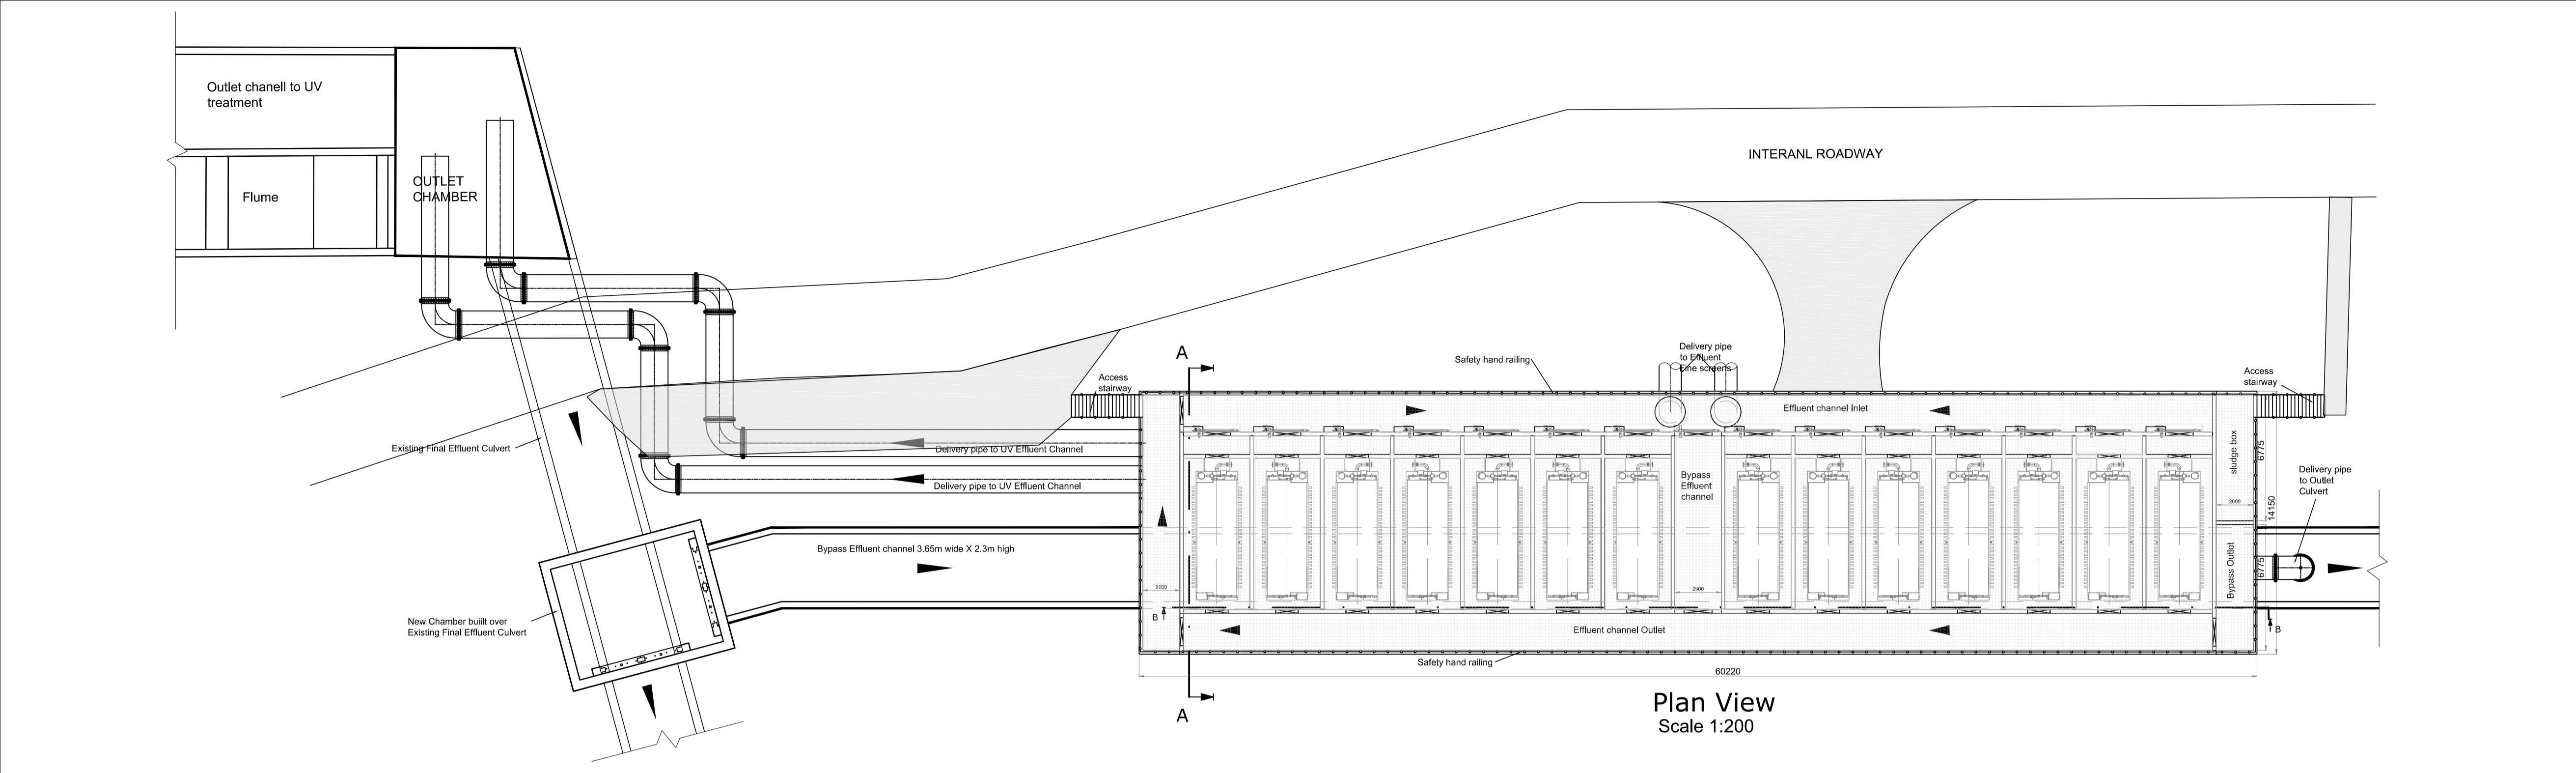 Outlet chanell to UV
treatment
Flume
OUTLET
CHAMBER
INTERANL ROADWAY
A
Delivery pipe
to Effluent
Fine screens
Safety hand railing
Access
stairway
Access
stairway
Effluent channel Inlet
Existing Final Effluent Culvert
Delivery pipe to UV Effluent Channel
Delivery pipe to UV Effluent Channel
Bypass
Effluent
channel
sludge box
6775
2000
14150
Delivery pipe
to Outlet
Culvert
Bypass Effluent channel 3.65m wide X 2.3m high
Bypass Outlet
6775
2000
2500
B
New Chamber buiilt over
Existing Final Effluent Culvert
Effluent channel Outlet
B
Safety hand railing
60220
A
Plan View
Scale 1:200